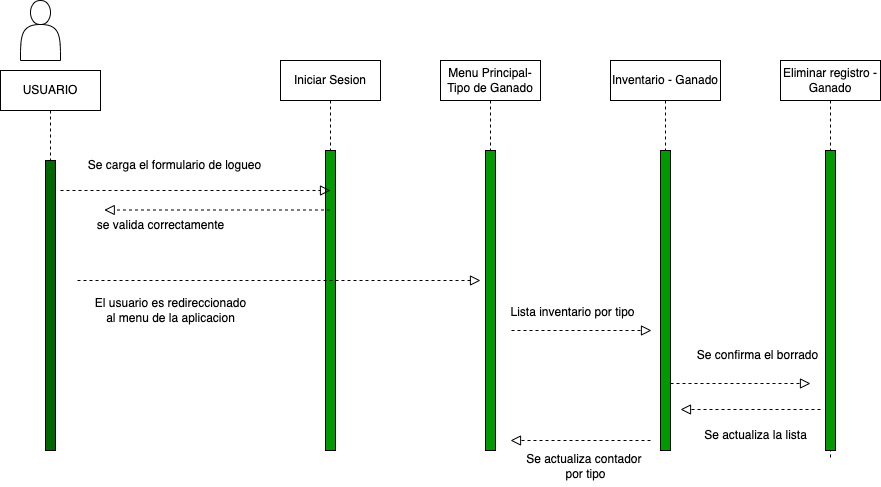 USUARIO
Iniciar Sesion
Menu Principal-
Tipo de Ganado
Inventario - Ganado
Eliminar registro -
Ganado
Se carga el formulario de logueo
se valida correctamente
El usuario es redireccionado
al menu de la aplicacion
Lista inventario por tipo
Se confirma el borrado
Se actualiza la lista
Se actualiza contador
por tipo